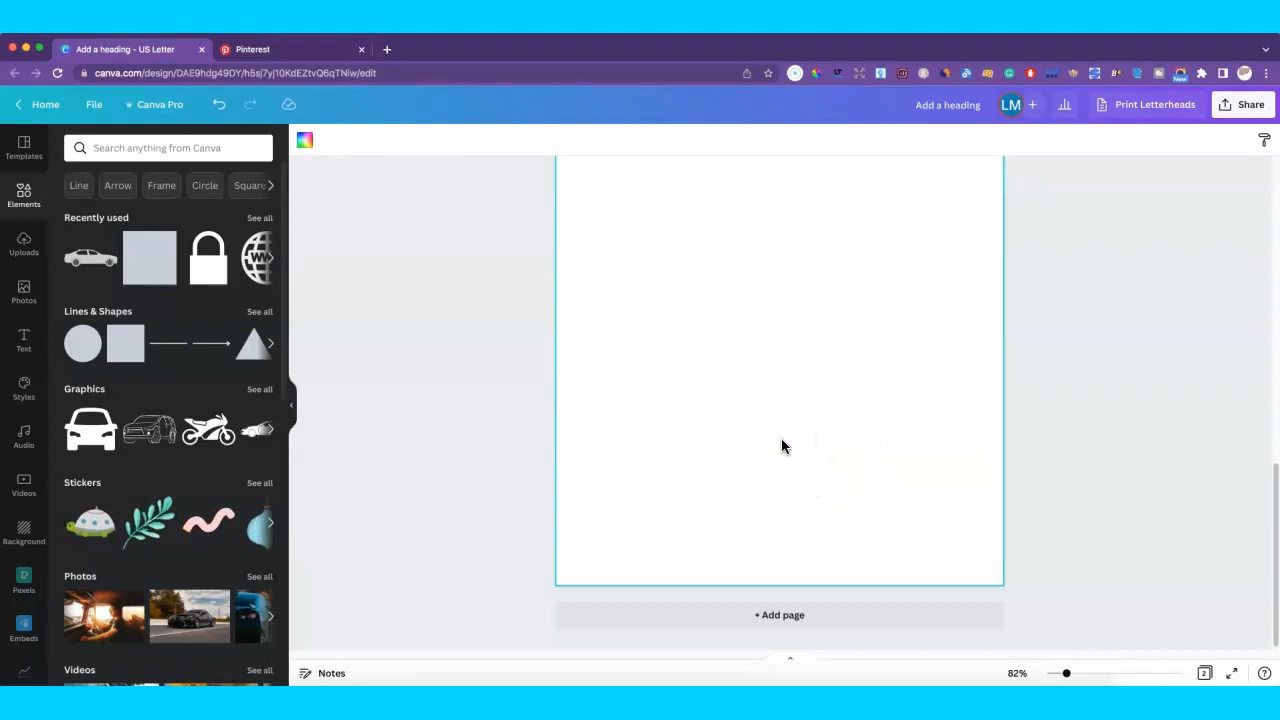 Add a heading - US Letter
Pinterest
canva.com/design/DAE9hdg49DY/h5sj7yj10KdEZtvQ6qTNiw/edit
New
Home
File
Canva Pro
Add a heading
LM
Print Letterheads
Share
Templates
Elements
Uploads
Photos
Text
Styles
Audio
Videos
Background
Pexels
Embeds
Search anything from Canva
Line
Arrow
Frame
Circle
Square
Recently used
See all
Lines & Shapes
See all
Graphics
See all
Stickers
See all
Photos
See all
Videos
See all
+ Add page
Notes
82%
2